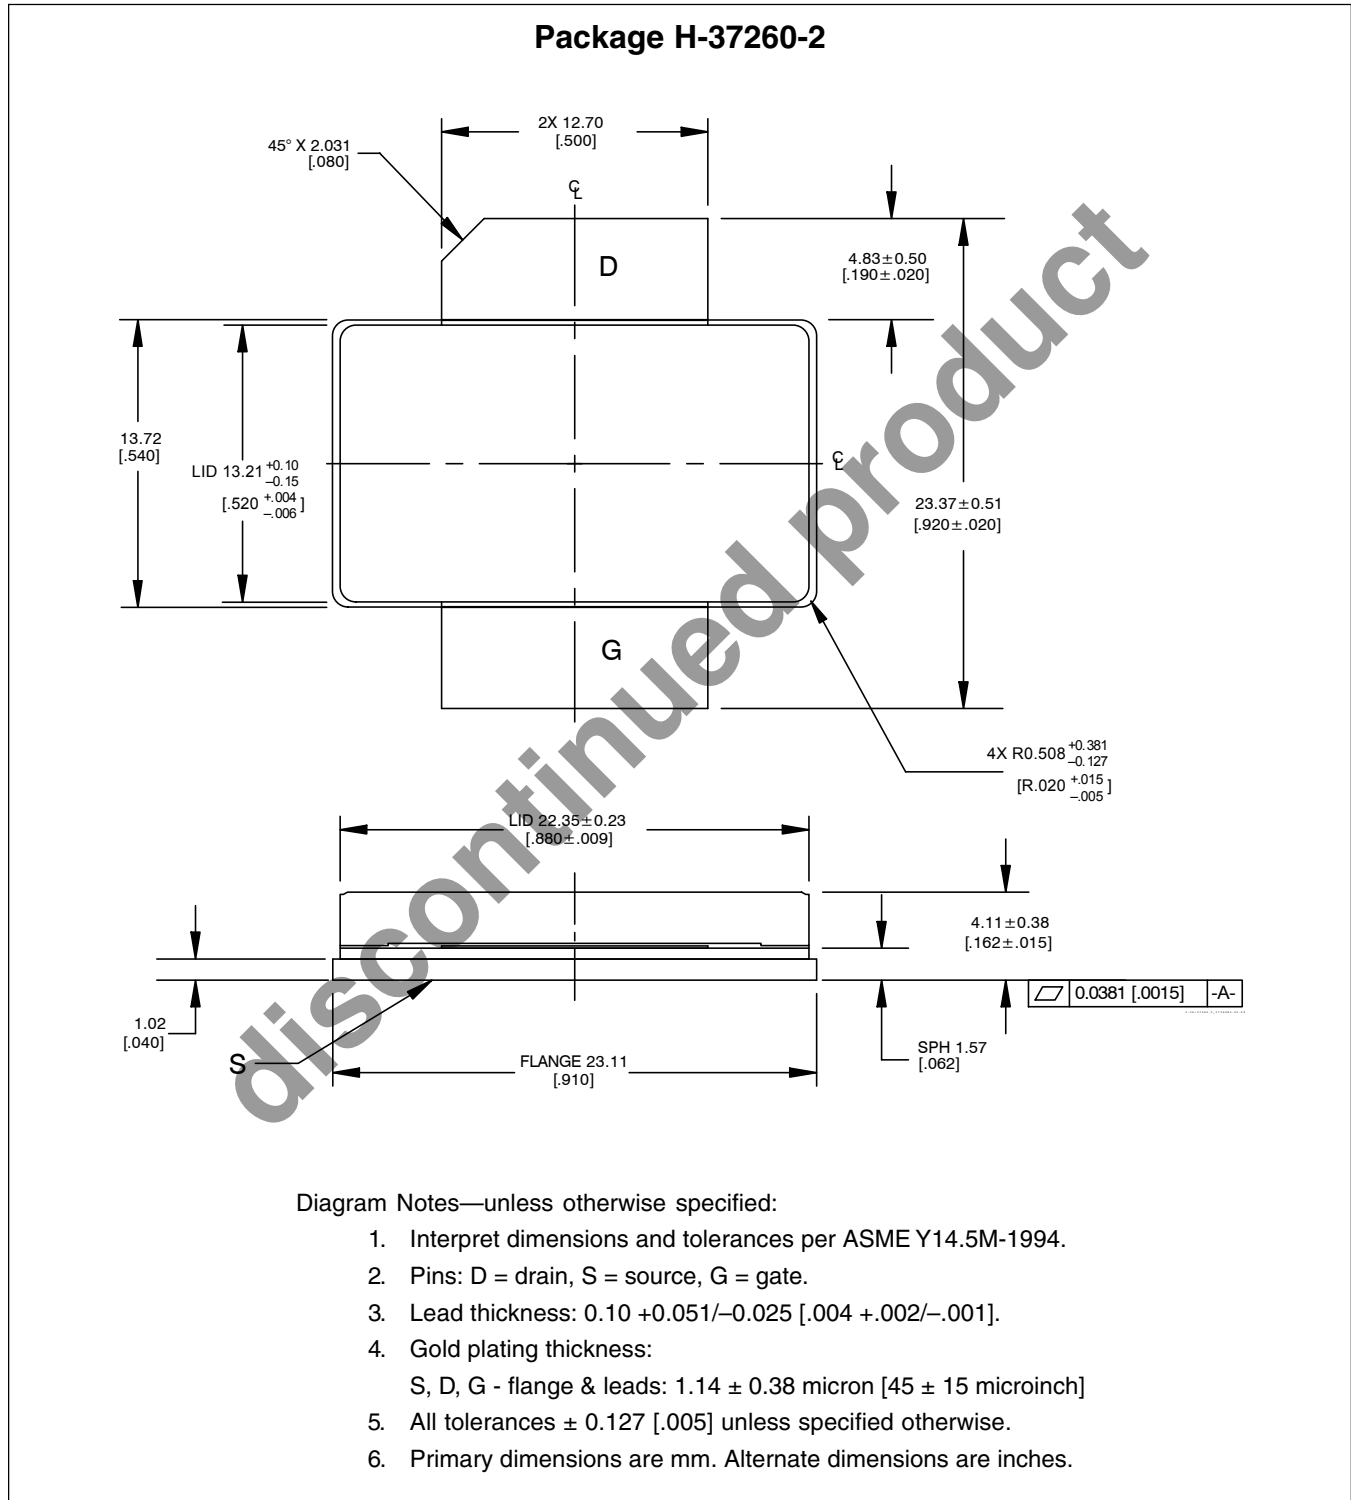 Package H-37260-2
2X 12.70
[.500]
45° X 2.031
[.080]
℄
D
4.83±0.50
[.190±.020]
13.72
[.540]
LID 13.21 +0.10
–0.15
[.520 +.004
–.006 ]
℄
23.37±0.51
[.920±.020]
G
4X R0.508 +0.381
–0.127
[R.020 +.015
–.005 ]
LID 22.35±0.23
[.880±.009]
4.11±0.38
[.162±.015]
0.0381 [.0015] -A-
1.02
[.040]
S
FLANGE 23.11
[.910]
SPH 1.57
[.062]
discontinued product
Diagram Notes—unless otherwise specified:
1. Interpret dimensions and tolerances per ASME Y14.5M-1994.
2. Pins: D = drain, S = source, G = gate.
3. Lead thickness: 0.10 +0.051/–0.025 [.004 +.002/–.001].
4. Gold plating thickness:
S, D, G - flange & leads: 1.14 ± 0.38 micron [45 ± 15 microinch]
5. All tolerances ± 0.127 [.005] unless specified otherwise.
6. Primary dimensions are mm. Alternate dimensions are inches.